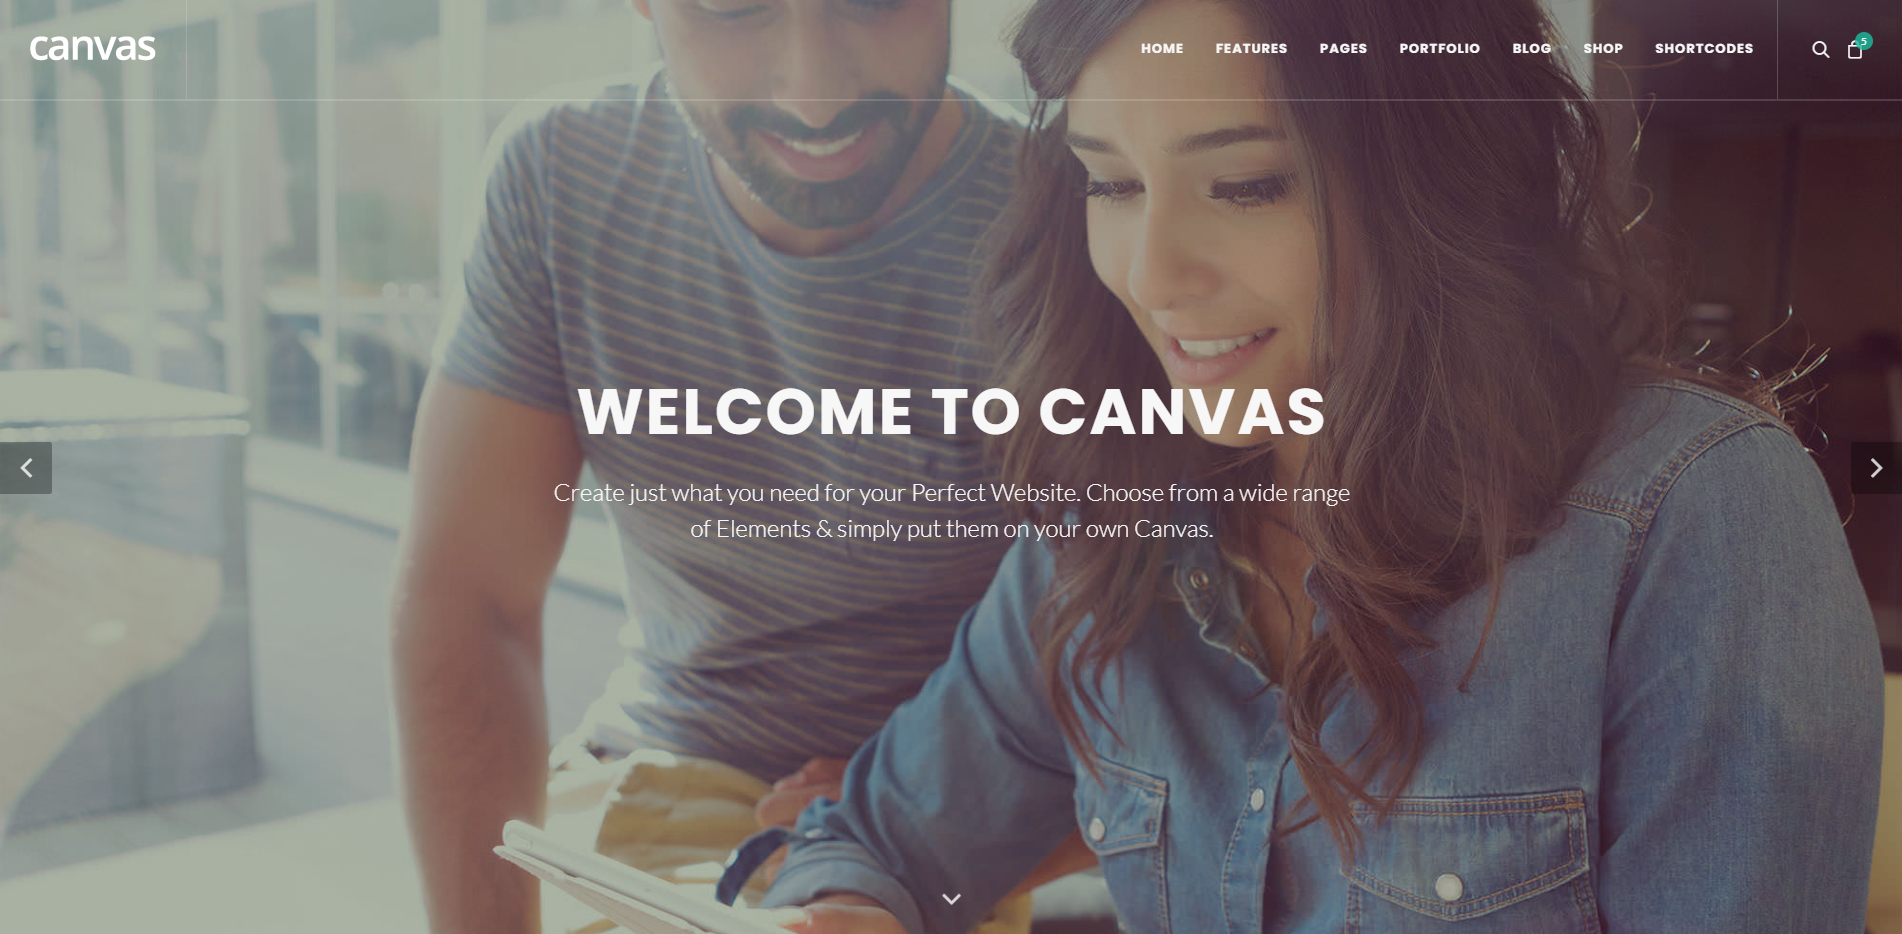 canvas
HOME FEATURES PAGES PORTFOLIO BLOG SHOP SHORTCODES
5
WELCOME TO CANVAS
Create just what you need for your Perfect Website. Choose from a wide range
of Elements & simply put them on your own Canvas.